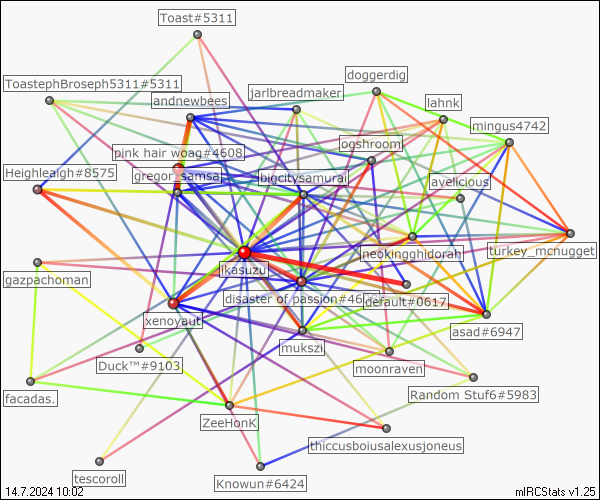 Toast#5311
doggerdig
ToastephBroseph5311#5311
jarlbreadmaker
andnewbees
lahnk
mingus4742
ogshroom
pink hair woag#4608
Heighleaigh#8575
gregor_samsa
bigcitysamurai
avelicious
neokingghidorah
turkey_mcnugget
ikasuzu
gazpachoman
disaster of passion#46
default#0617
xenoyaut
asad#6947
mukszi
Duck™#9103
moonraven
facadas.
Random Stuf6#5983
ZeeHonK
thiccusboiusalexusjoneus
tescoroll
Knowun#6424
14.7.2024 10:02
mIRCStats v1.25